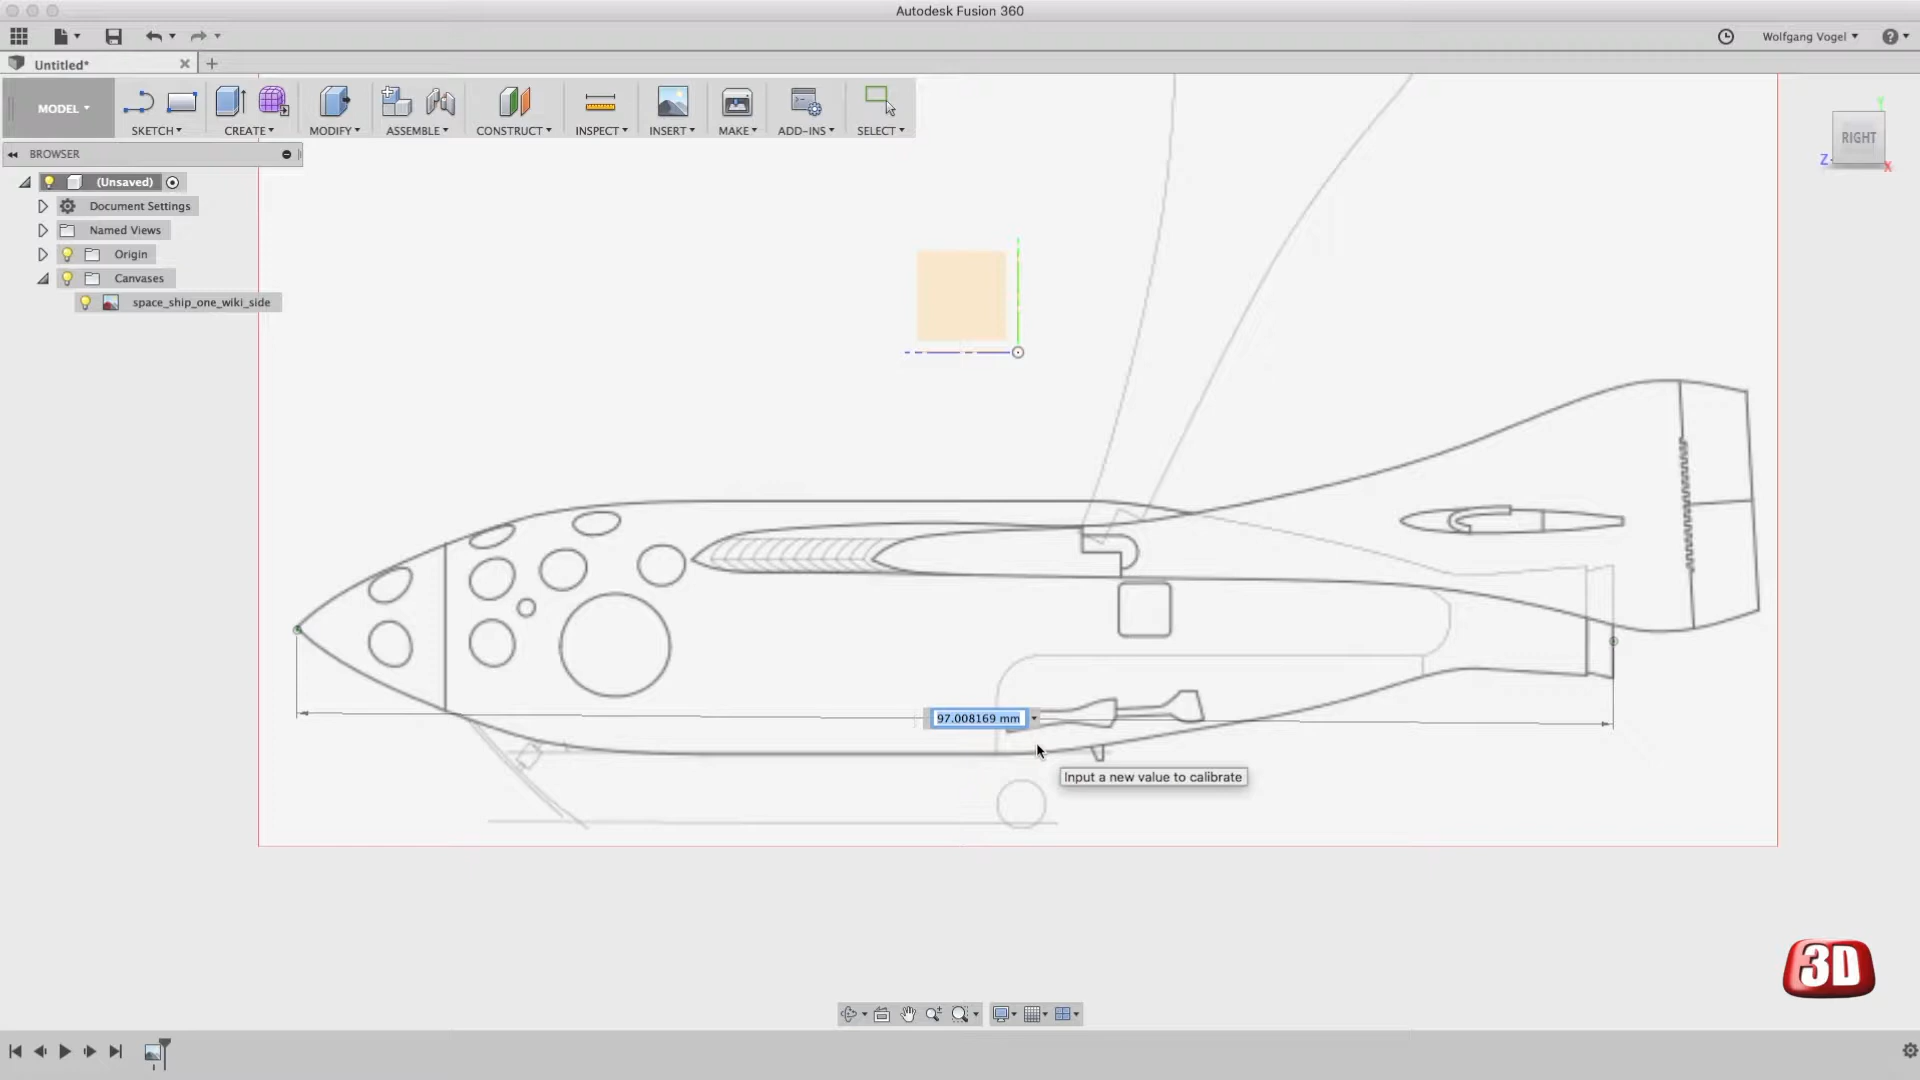 Autodesk Fusion 360
Wolfgang Vogel
Untitled*
MODEL
SKETCH
CREATE
MODIFY
ASSEMBLE
CONSTRUCT
INSPECT
INSERT
MAKE
ADD-INS
SELECT
BROWSER
(Unsaved)
Document Settings
Named Views
Origin
Canvases
space_ship_one_wiki_side
Y
RIGHT
Z
X
97.008169 mm
Input a new value to calibrate
3D